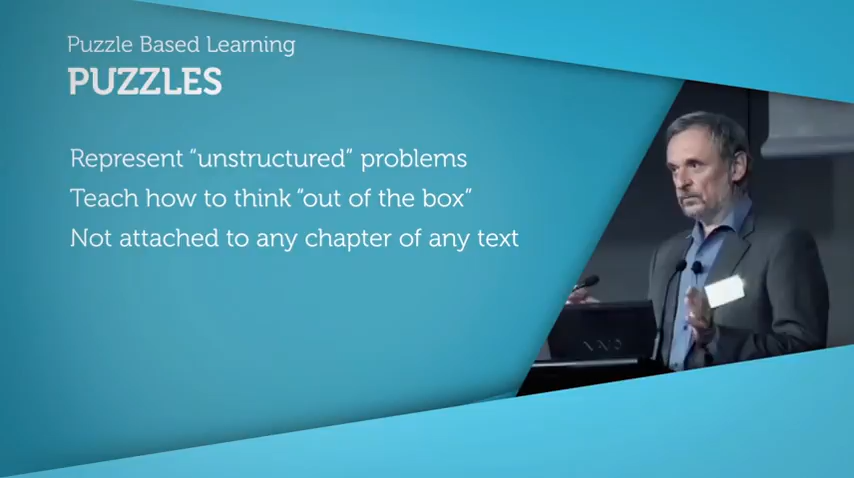 Puzzle Based Learning
PUZZLES
Represent “unstructured” problems
Teach how to think “out of the box”
Not attached to any chapter of any text